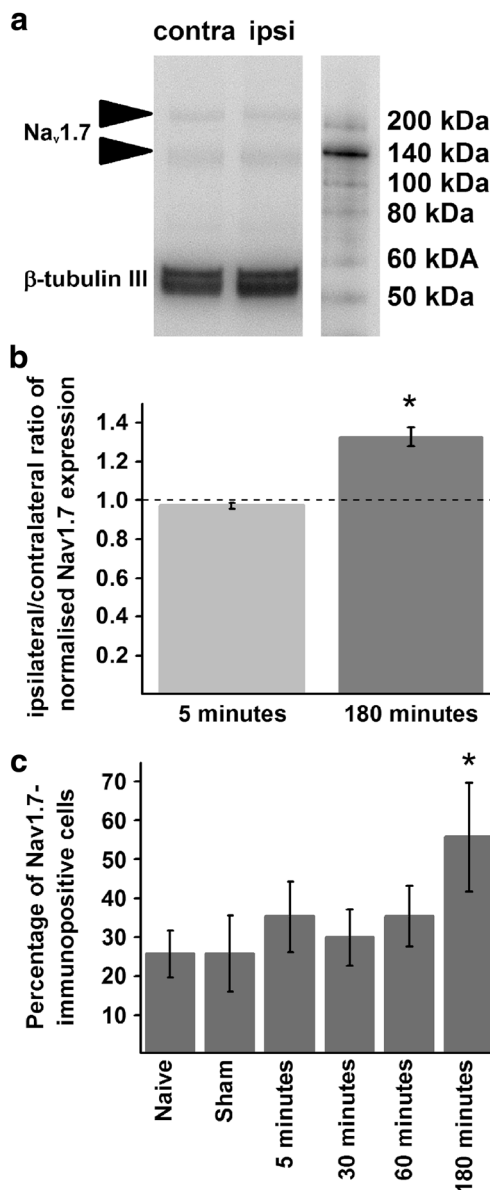 a
contra ipsi
Nav1.7
β-tubulin III
200 kDa
140 kDa
100 kDa
80 kDa
60 kDA
50 kDa
b
ipsilateral/contralateral ratio of
normalised Nav1.7 expression
1.4
1.2
1.0
0.8
0.6
0.4
0.2
*
5 minutes
180 minutes
c
Percentage of Nav1.7-
immunopositive cells
70
60
50
40
30
20
10
*
Naive
Sham
5 minutes
30 minutes
60 minutes
180 minutes